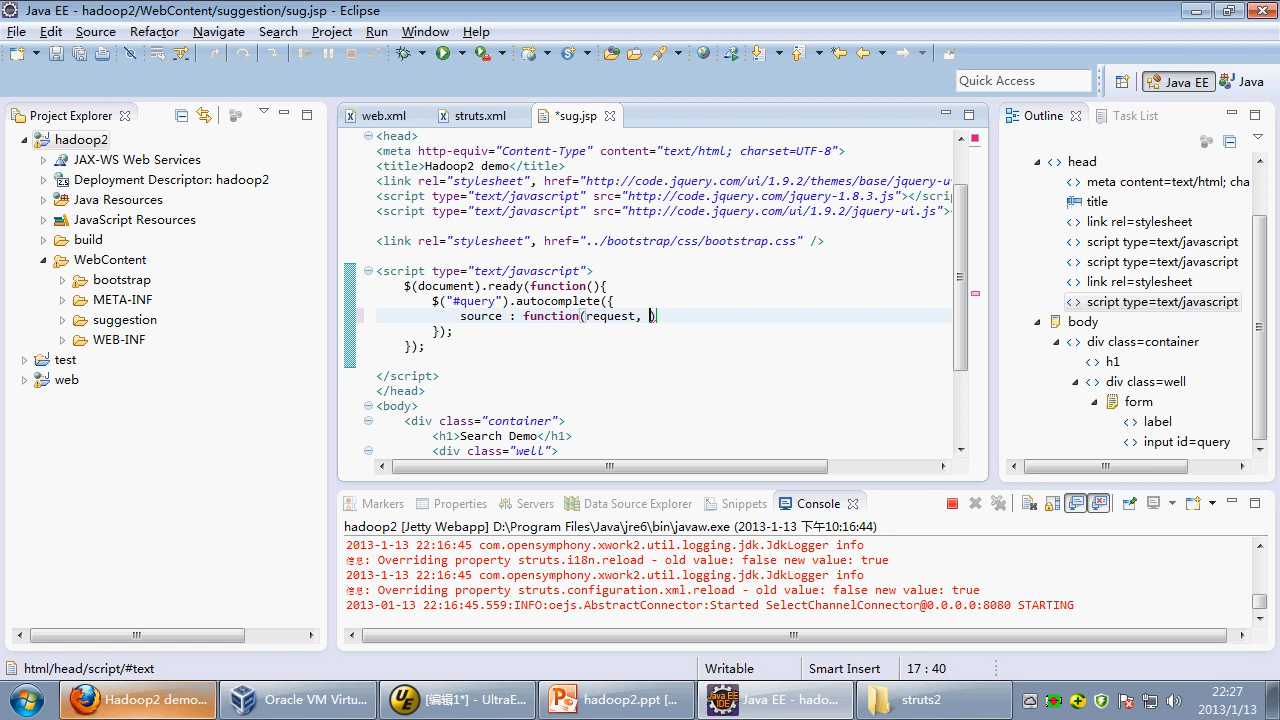 Java EE - hadoop2/WebContent/suggestion/sug.jsp - Eclipse
File Edit Source Refactor Navigate Search Project Run Window Help
Quick Access
Java EE
Java
Project Explorer
hadoop2
JAX-WS Web Services
Deployment Descriptor: hadoop2
Java Resources
JavaScript Resources
build
WebContent
bootstrap
META-INF
suggestion
WEB-INF
test
web
web.xml
struts.xml
*sug.jsp
<head>
<meta http-equiv="Content-Type" content="text/html; charset=UTF-8">
<title>Hadoop2 demo</title>
<link rel="stylesheet", href="http://code.jquery.com/ui/1.9.2/themes/base/jquery-u
<script type="text/javascript" src="http://code.jquery.com/jquery-1.8.3.js"></scrip
<script type="text/javascript" src="http://code.jquery.com/ui/1.9.2/jquery-ui.js">
<link rel="stylesheet", href="../bootstrap/css/bootstrap.css" />
<script type="text/javascript">
$(document).ready(function(){
$("#query").autocomplete({
source : function(request, )
});
});
</script>
</head>
<body>
<div class="container">
<h1>Search Demo</h1>
<div class="well">
Outline
Task List
head
meta content=text/html; cha
title
link rel=stylesheet
script type=text/javascript
script type=text/javascript
link rel=stylesheet
script type=text/javascript
body
div class=container
h1
div class=well
form
label
input id=query
Markers
Properties
Servers
Data Source Explorer
Snippets
Console
hadoop2 [Jetty Webapp] D:\Program Files\Java\jre6\bin\javaw.exe (2013-1-13 下午10:16:44)
2013-1-13 22:16:45 com.opensymphony.xwork2.util.logging.jdk.JdkLogger info
信息: Overriding property struts.i18n.reload - old value: false new value: true
2013-1-13 22:16:45 com.opensymphony.xwork2.util.logging.jdk.JdkLogger info
信息: Overriding property struts.configuration.xml.reload - old value: false new value: true
2013-01-13 22:16:45.559:INFO:oejs.AbstractConnector:Started SelectChannelConnector@0.0.0.0:8080 STARTING
html/head/script/#text
Writable
Smart Insert
17 : 40
Hadoop2 demo...
Oracle VM Virtu...
[编辑1*] - UltraE...
hadoop2.ppt [...
Java EE - hado...
struts2
22:27
2013/1/13